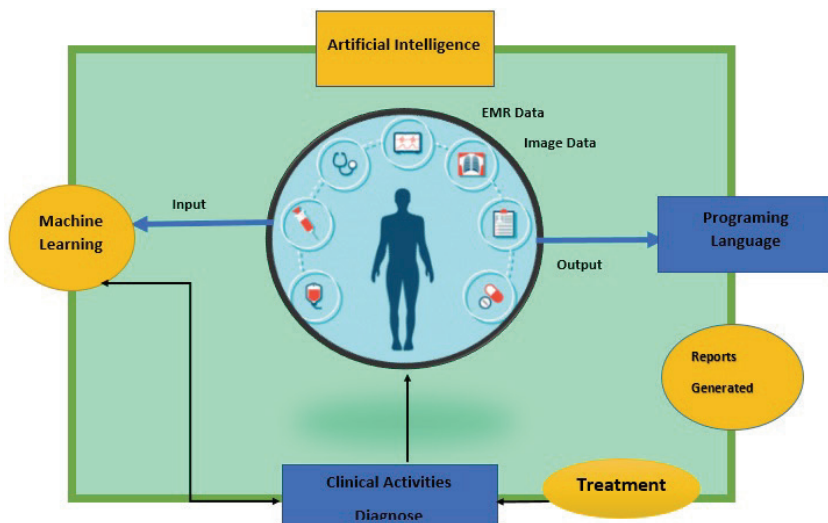 Artificial Intelligence
EMR Data
Image Data
Machine
Learning
Input
Programing
Language
Output
Reports
Generated
Clinical Activities
Diagnose
Treatment